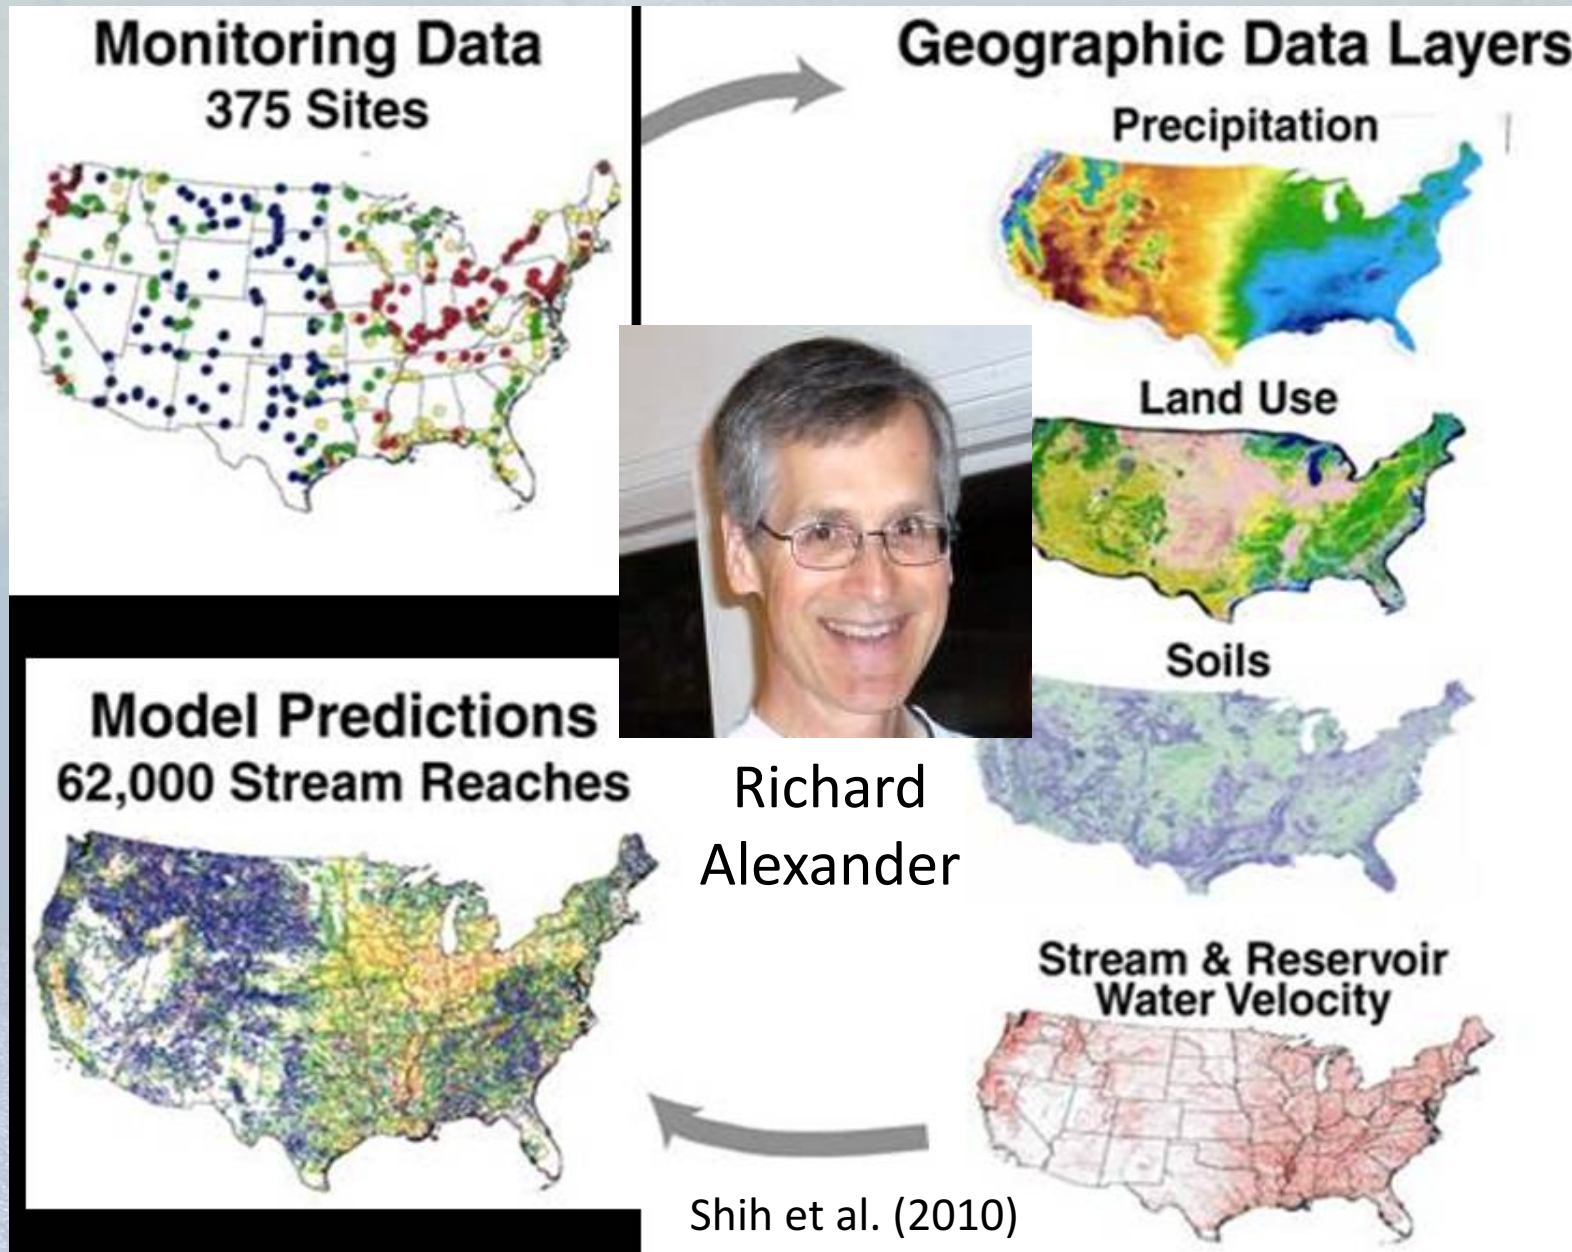 Monitoring Data
375 Sites
Geographic Data Layers
Precipitation
Land Use
Soils
Stream & Reservoir
Water Velocity
Model Predictions
62,000 Stream Reaches
Richard
Alexander
Shih et al. (2010)